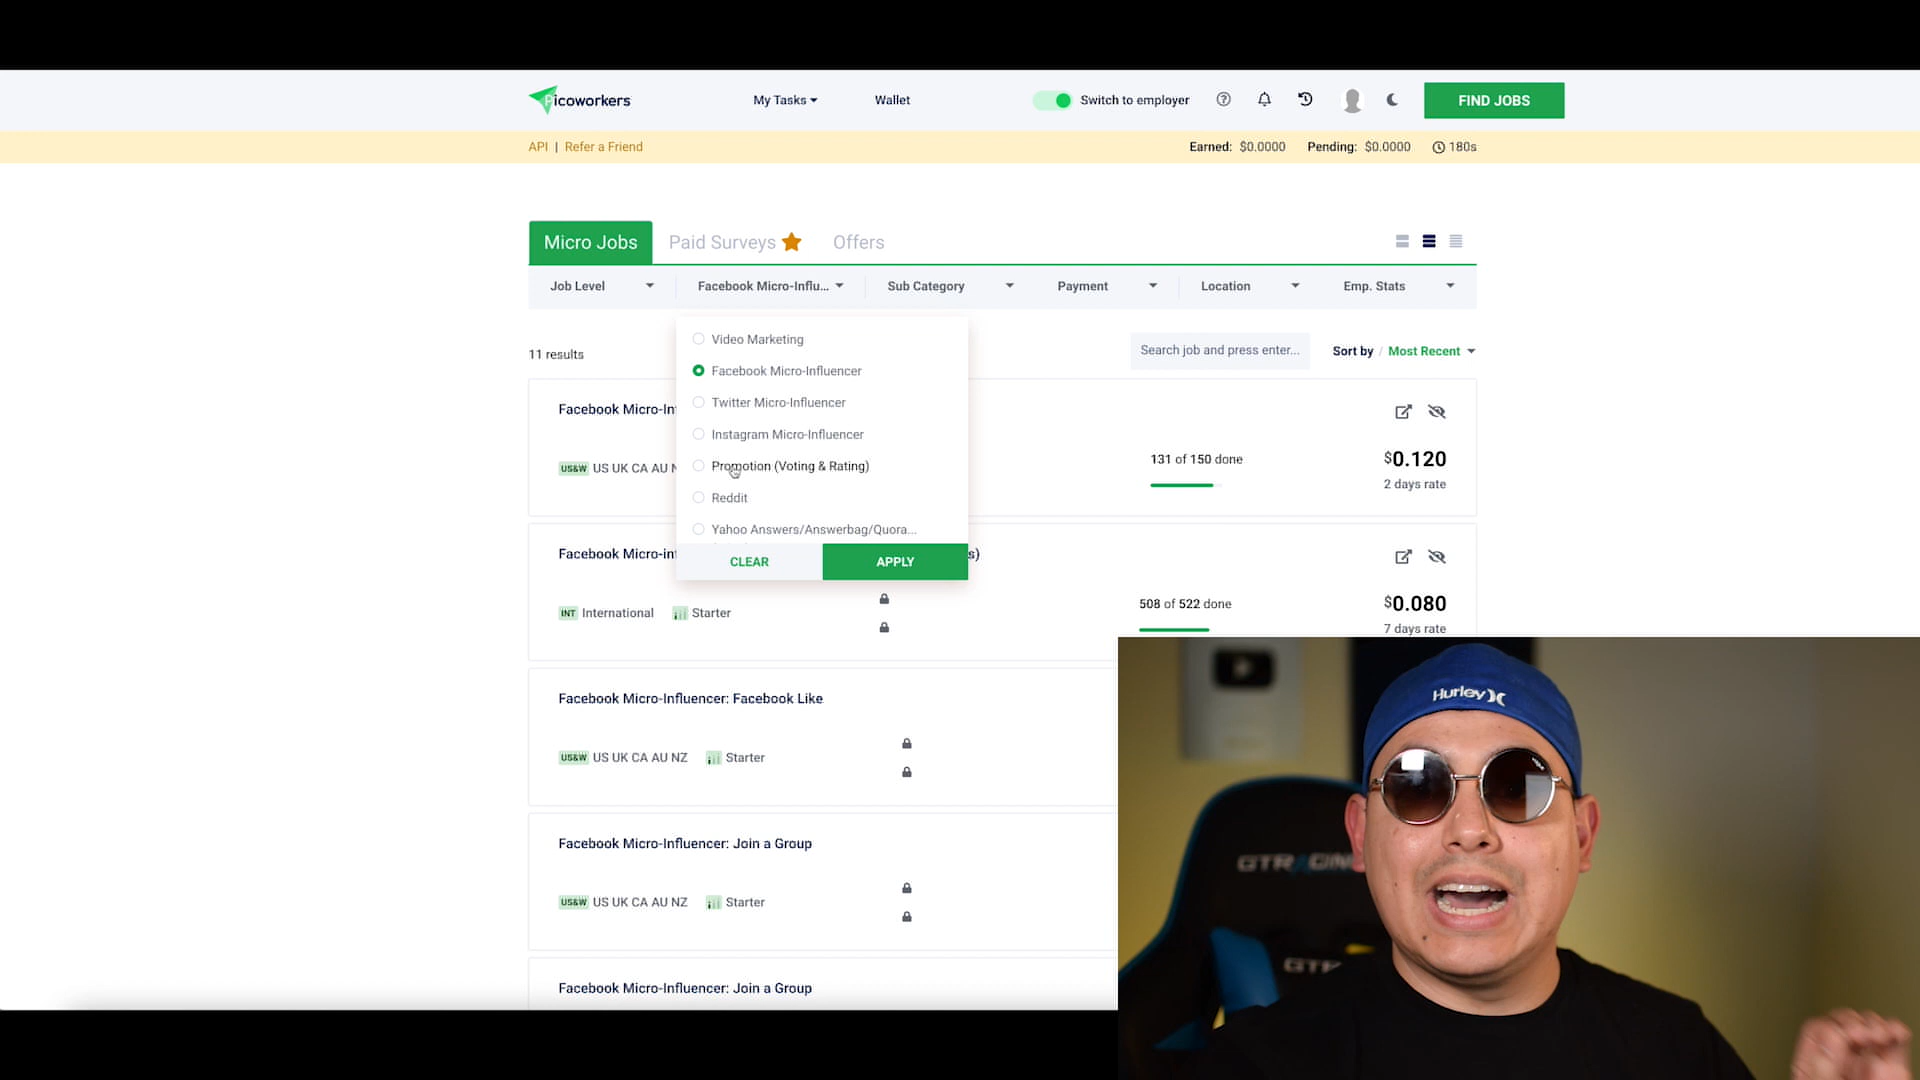 Picoworkers
My Tasks
Wallet
Switch to employer
FIND JOBS
API | Refer a Friend
Earned: $0.0000 Pending: $0.0000 180s
Micro Jobs
Paid Surveys
Offers
Job Level
Facebook Micro-Influ...
Sub Category
Payment
Location
Emp. Stats
11 results
Search job and press enter...
Sort by / Most Recent
Video Marketing
Facebook Micro-Influencer
Twitter Micro-Influencer
Instagram Micro-Influencer
Promotion (Voting & Rating)
Reddit
Yahoo Answers/Answerbag/Quora...
CLEAR
APPLY
Facebook Micro-In
US&W US UK CA AU N
131 of 150 done
$0.120
2 days rate
Facebook Micro-in
s)
INT International
Starter
508 of 522 done
$0.080
7 days rate
Facebook Micro-Influencer: Facebook Like
US&W US UK CA AU NZ
Starter
Facebook Micro-Influencer: Join a Group
US&W US UK CA AU NZ
Starter
Facebook Micro-Influencer: Join a Group
Hurley
GTRACIN
GTR